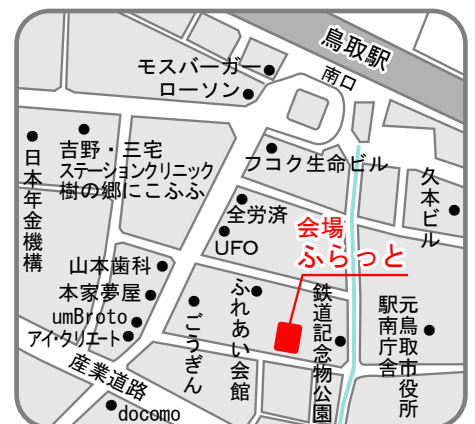 鳥取駅
南口
モスバーガー
ローソン
吉野・三宅
ステーションクリニック
樹の郷にこふふ
日本年金機構
フコク生命ビル
久本ビル
全労済
UFO
会場
ふらっと
山本歯科
本家夢屋
umBroto
アイ・クリエート
ごうぎん
ふれあい会館
鉄道記念物公園
元鳥取市役所
駅南庁舎
産業道路
docomo